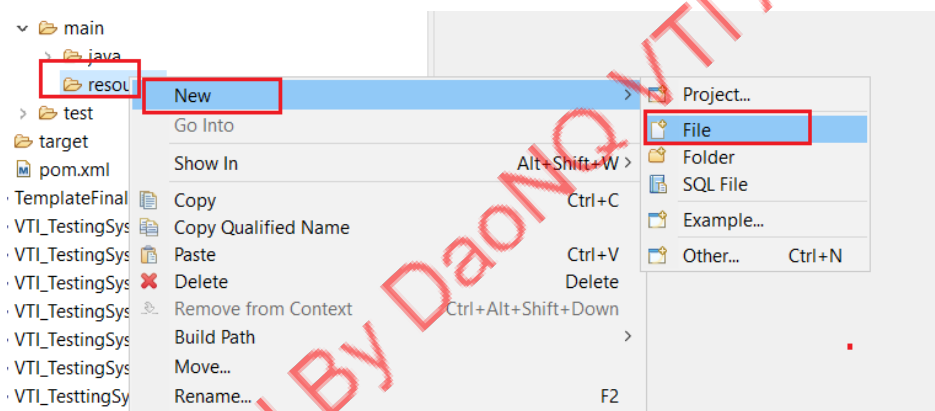 main
java
resou
test
target
pom.xml
TemplateFinal
VTI_TestingSys
VTI_TestingSys
VTI_TestingSys
VTI_TestingSys
VTI_TestingSys
VTI_TestingSys
VTI_TesttingSy
New
Go Into
Show In Alt+Shift+W
Copy Ctrl+C
Copy Qualified Name
Paste Ctrl+V
Delete Delete
Remove from Context Ctrl+Alt+Shift+Down
Build Path
Move...
Rename... F2
Project...
File
Folder
SQL File
Example...
Other... Ctrl+N
By DaoNQ VTI